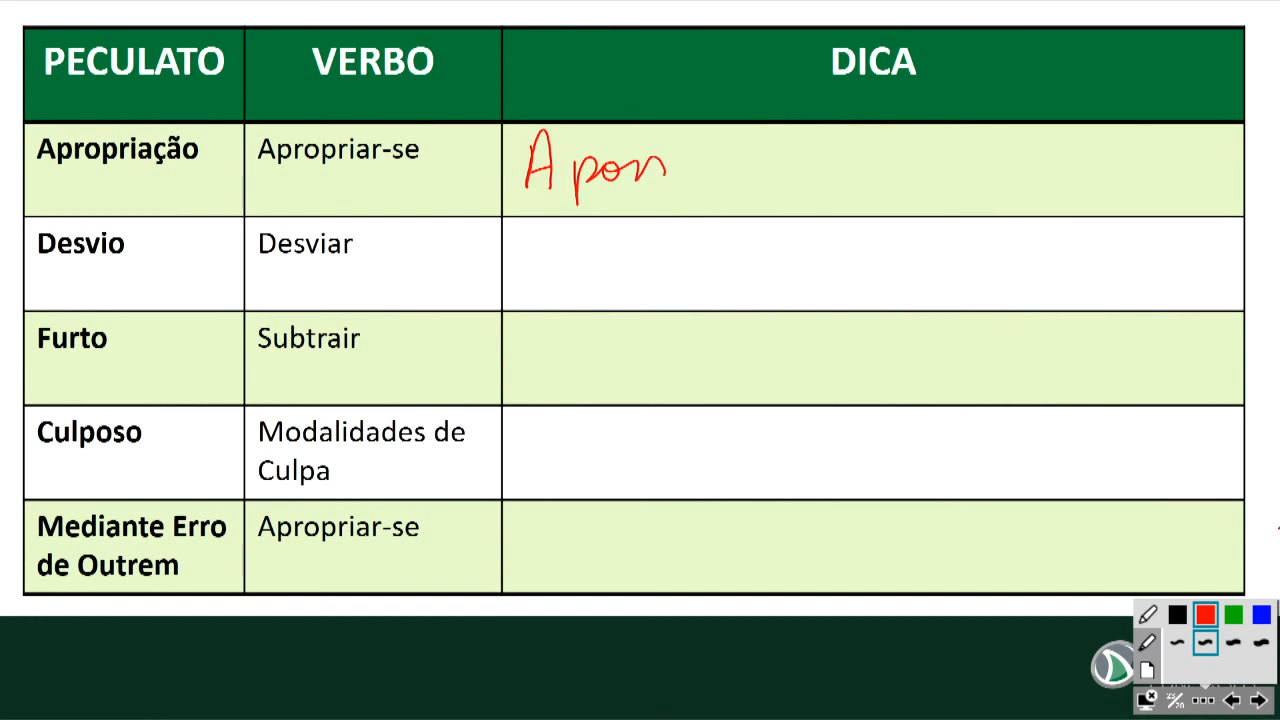 PECULATO VERBO DICA
Apropriação Apropriar-se A pon
Desvio Desviar
Furto Subtrair
Culposo Modalidades de
Culpa
Mediante Erro Apropriar-se
de Outrem